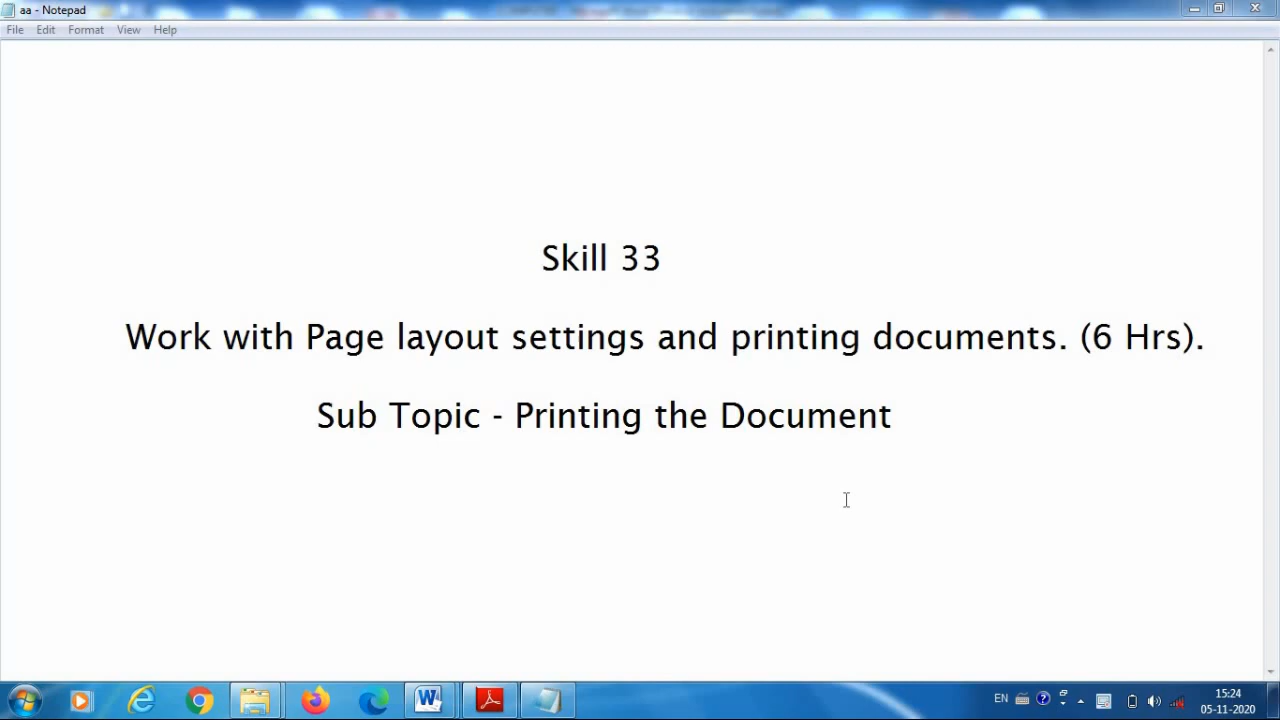 aa - Notepad
File Edit Format View Help
Skill 33
Work with Page layout settings and printing documents. (6 Hrs).
Sub Topic - Printing the Document
EN
15:24
05-11-2020